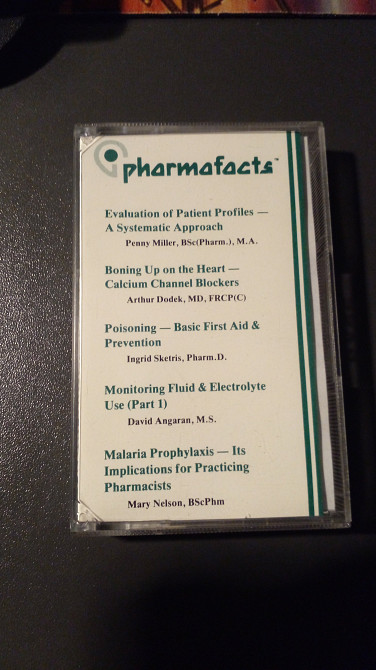 pharmafacts™
Evaluation of Patient Profiles —
A Systematic Approach
Penny Miller, BSc(Pharm.), M.A.
Boning Up on the Heart —
Calcium Channel Blockers
Arthur Dodek, MD, FRCP(C)
Poisoning — Basic First Aid &
Prevention
Ingrid Sketris, Pharm.D.
Monitoring Fluid & Electrolyte
Use (Part 1)
David Angaran, M.S.
Malaria Prophylaxis — Its
Implications for Practicing
Pharmacists
Mary Nelson, BScPhm